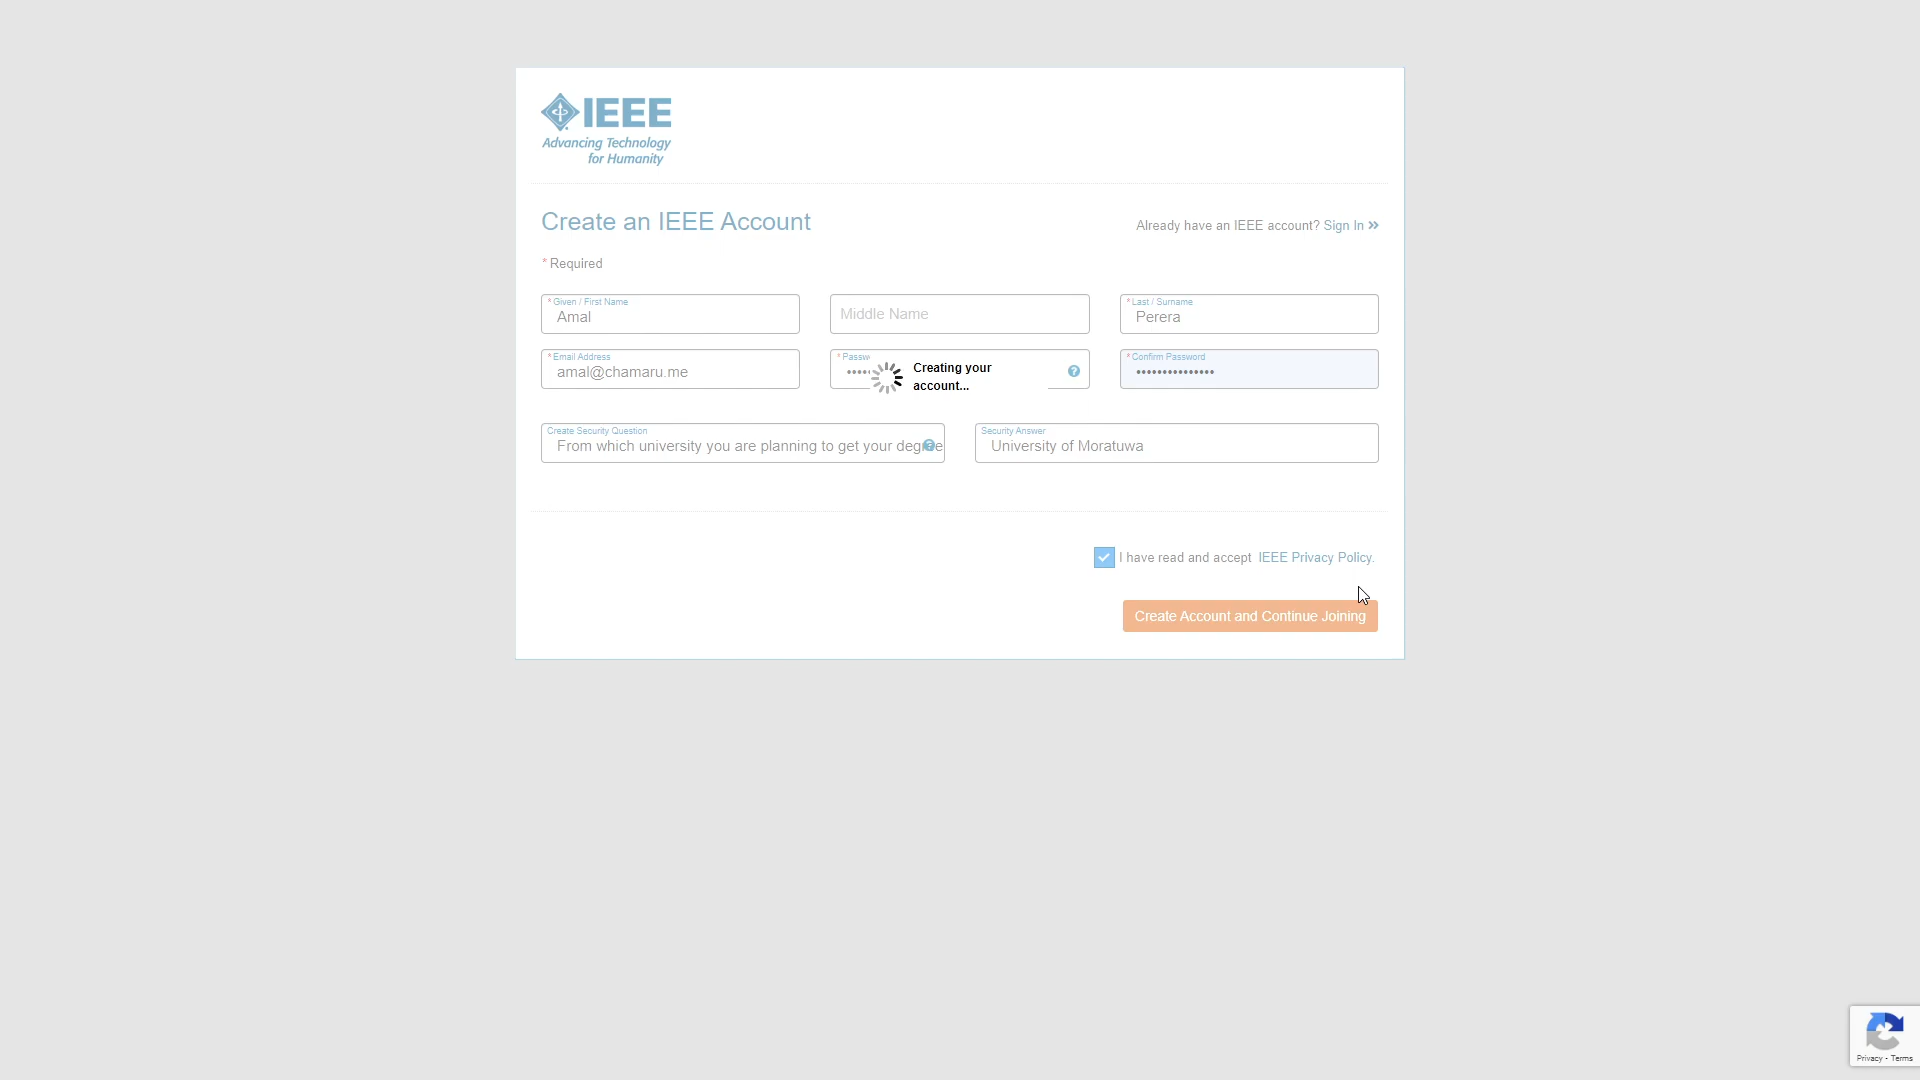 IEEE
Advancing Technology
for Humanity
Create an IEEE Account
Already have an IEEE account? Sign In »
* Required
* Given / First Name
Amal
Middle Name
* Last / Surname
Perera
* Email Address
amal@chamaru.me
* Passw
Creating your
account...
* Confirm Password
Create Security Question
From which university you are planning to get your degree
Security Answer
University of Moratuwa
I have read and accept IEEE Privacy Policy.
Create Account and Continue Joining
Privacy - Terms